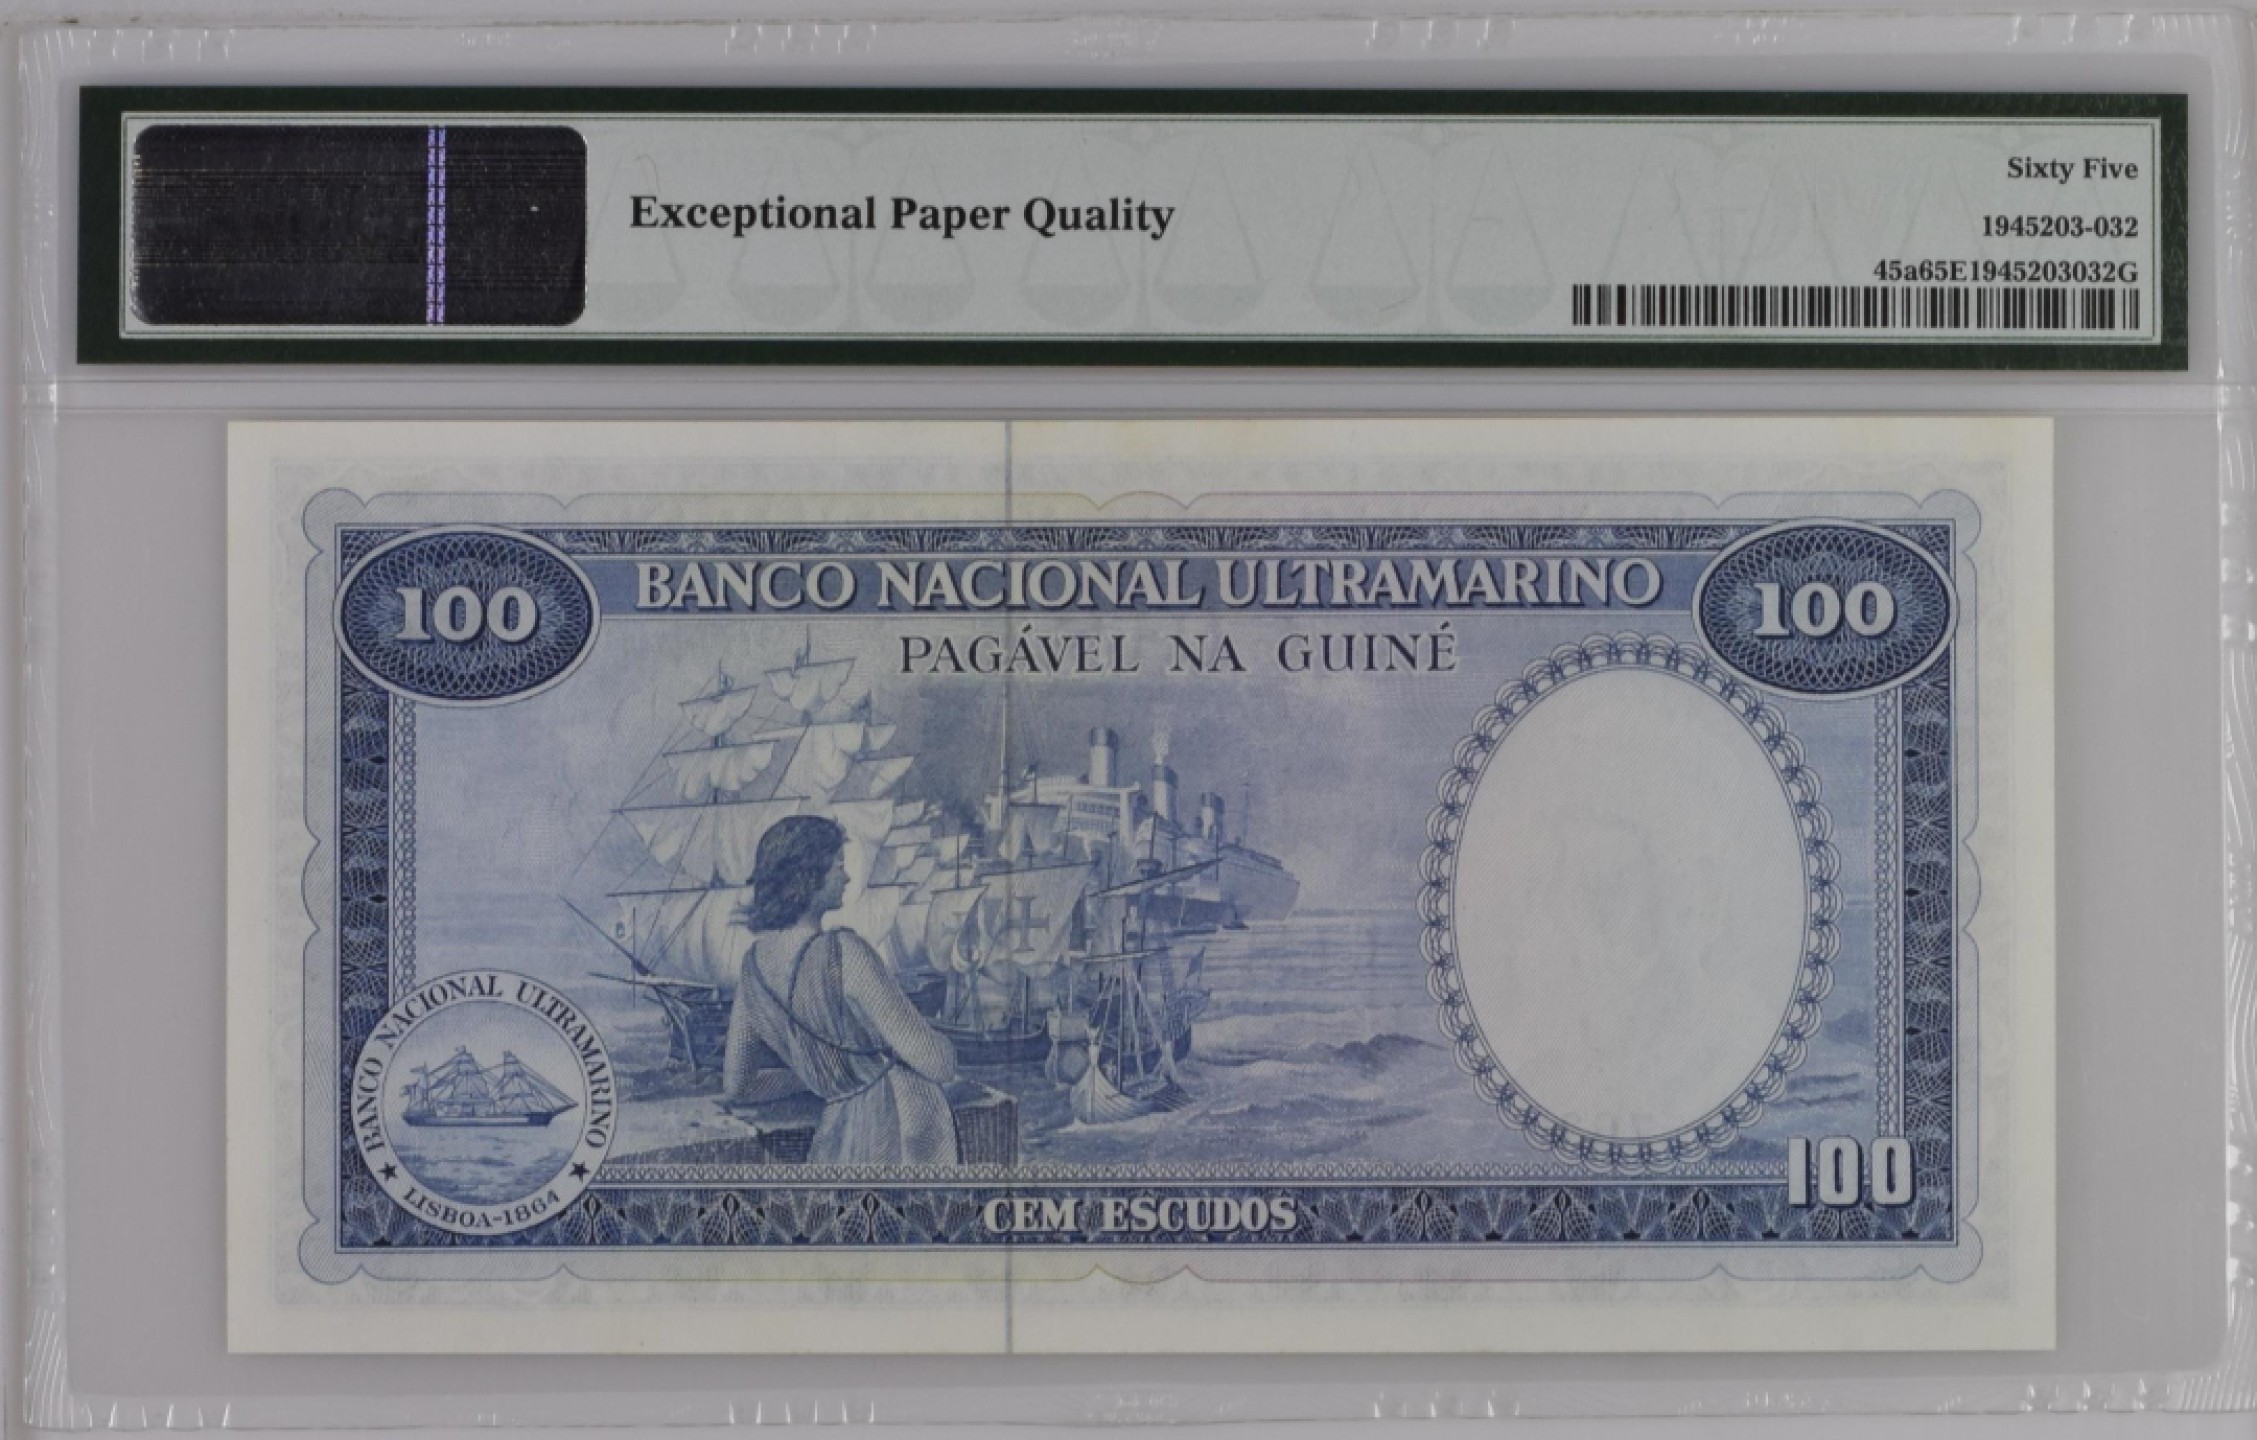 Exceptional Paper Quality
Sixty Five
1945203-032
45a65E1945203032G
100
BANCO NACIONAL ULTRAMARINO
100
PAGÁVEL NA GUINÉ
BANCO NACIONAL ULTRAMARINO
LISBOA-1864
100
CEM ESCUDOS